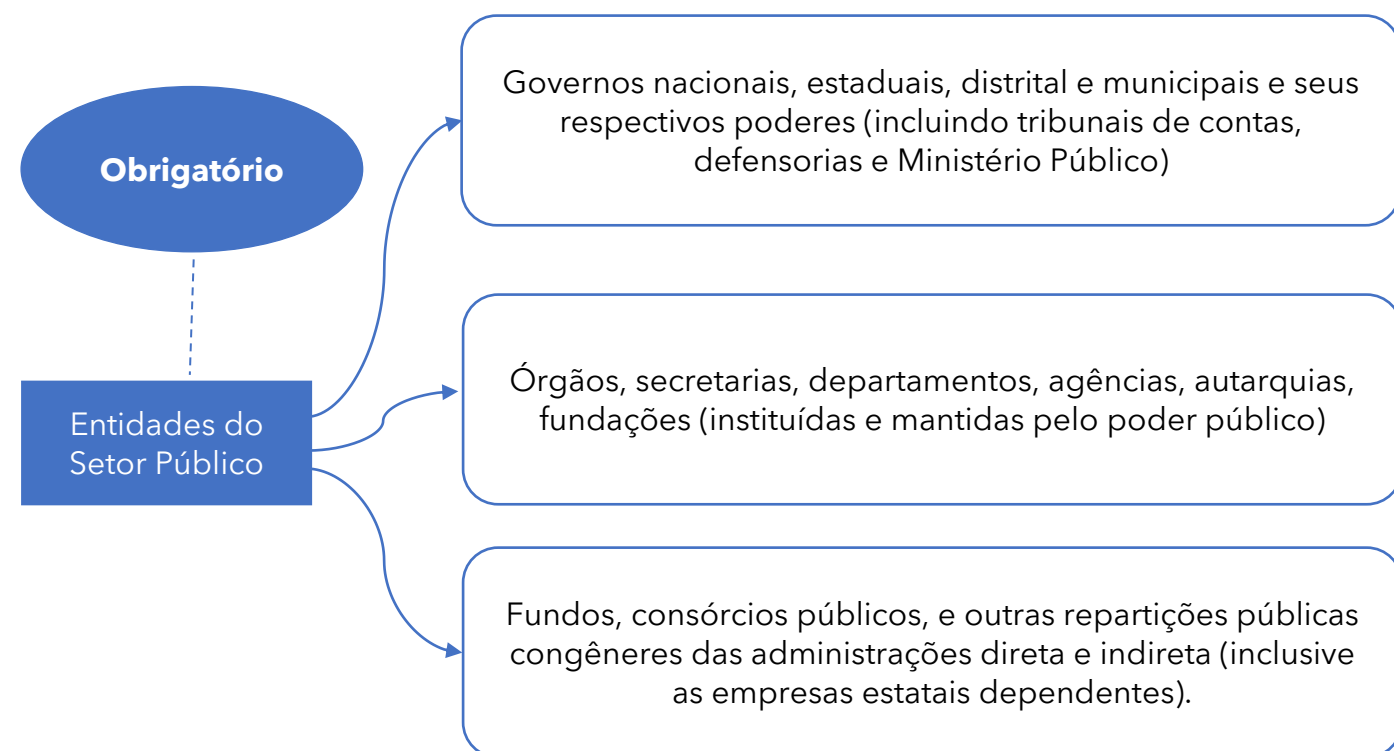 Governos nacionais, estaduais, distrital e municipais e seus
respectivos poderes (incluindo tribunais de contas,
defensorias e Ministério Público)
Obrigatório
Órgãos, secretarias, departamentos, agências, autarquias,
fundações (instituídas e mantidas pelo poder público)
Entidades do
Setor Público
Fundos, consórcios públicos, e outras repartições públicas
congêneres das administrações direta e indireta (inclusive
as empresas estatais dependentes).